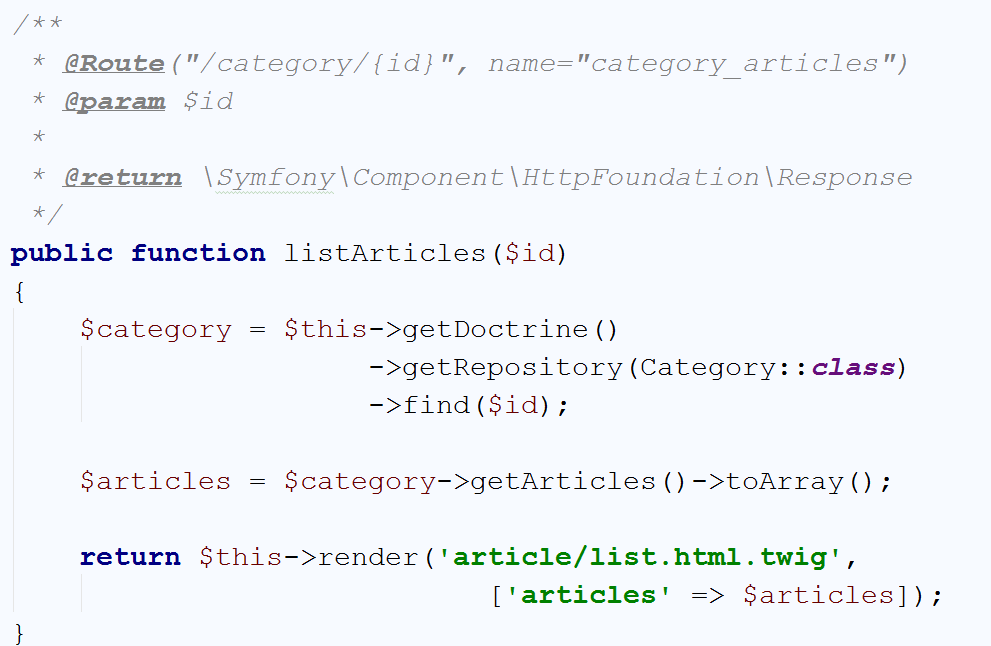 /**
 * @Route("/category/{id}", name="category_articles")
 * @param $id
 *
 * @return \Symfony\Component\HttpFoundation\Response
 */
public function listArticles($id)
{
    $category = $this->getDoctrine()
                     ->getRepository(Category::class)
                     ->find($id);

    $articles = $category->getArticles()->toArray();

    return $this->render('article/list.html.twig',
                            ['articles' => $articles]);
}